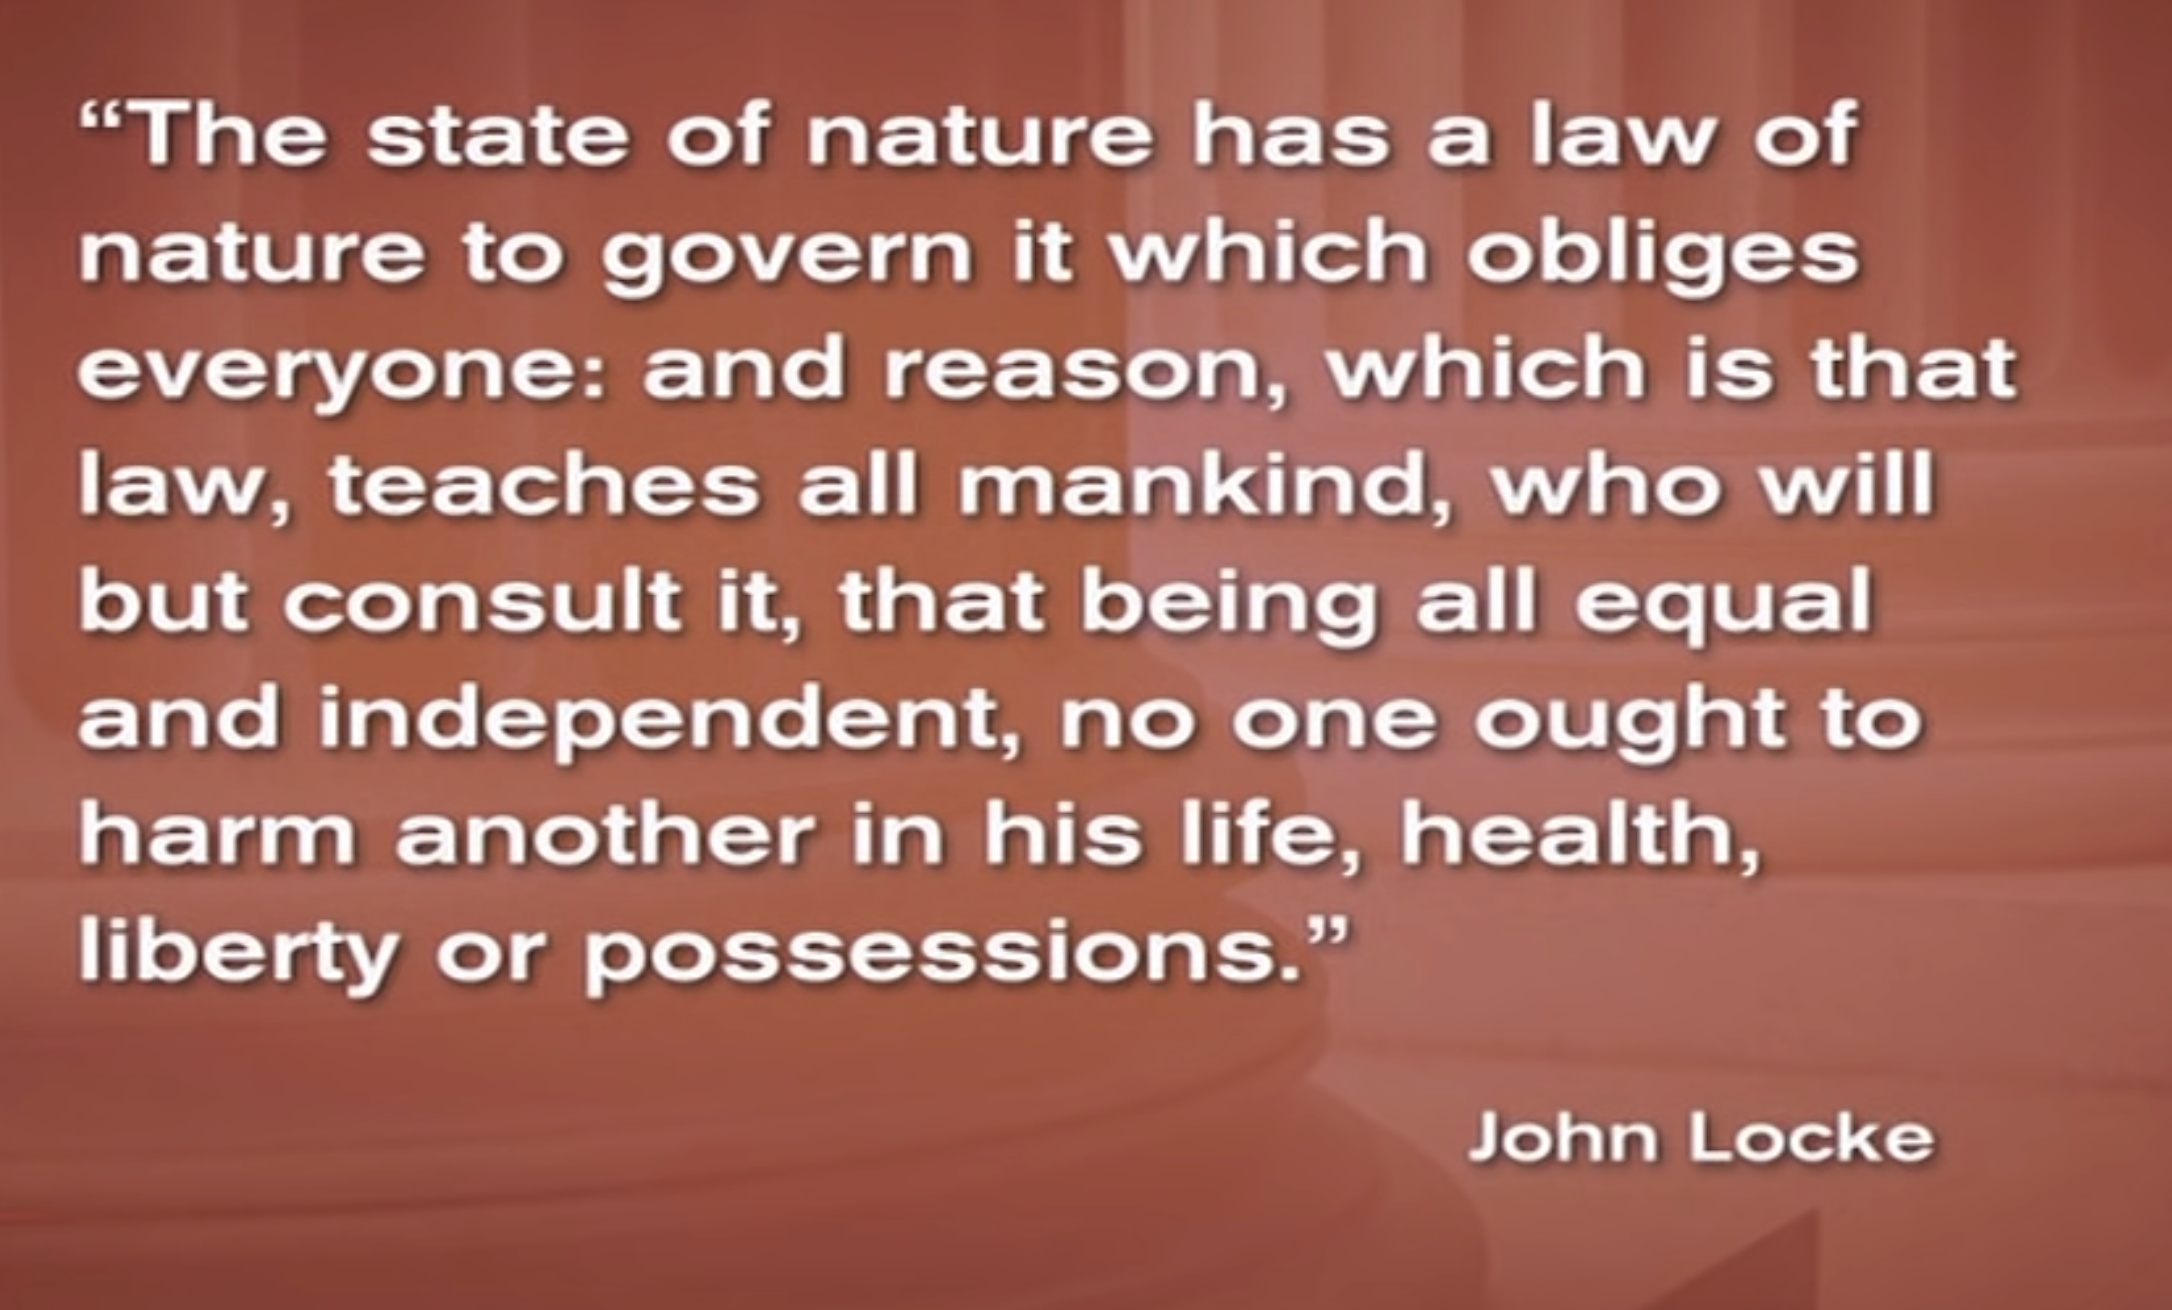 “The state of nature has a law of
nature to govern it which obliges
everyone: and reason, which is that
law, teaches all mankind, who will
but consult it, that being all equal
and independent, no one ought to
harm another in his life, health,
liberty or possessions.”
John Locke